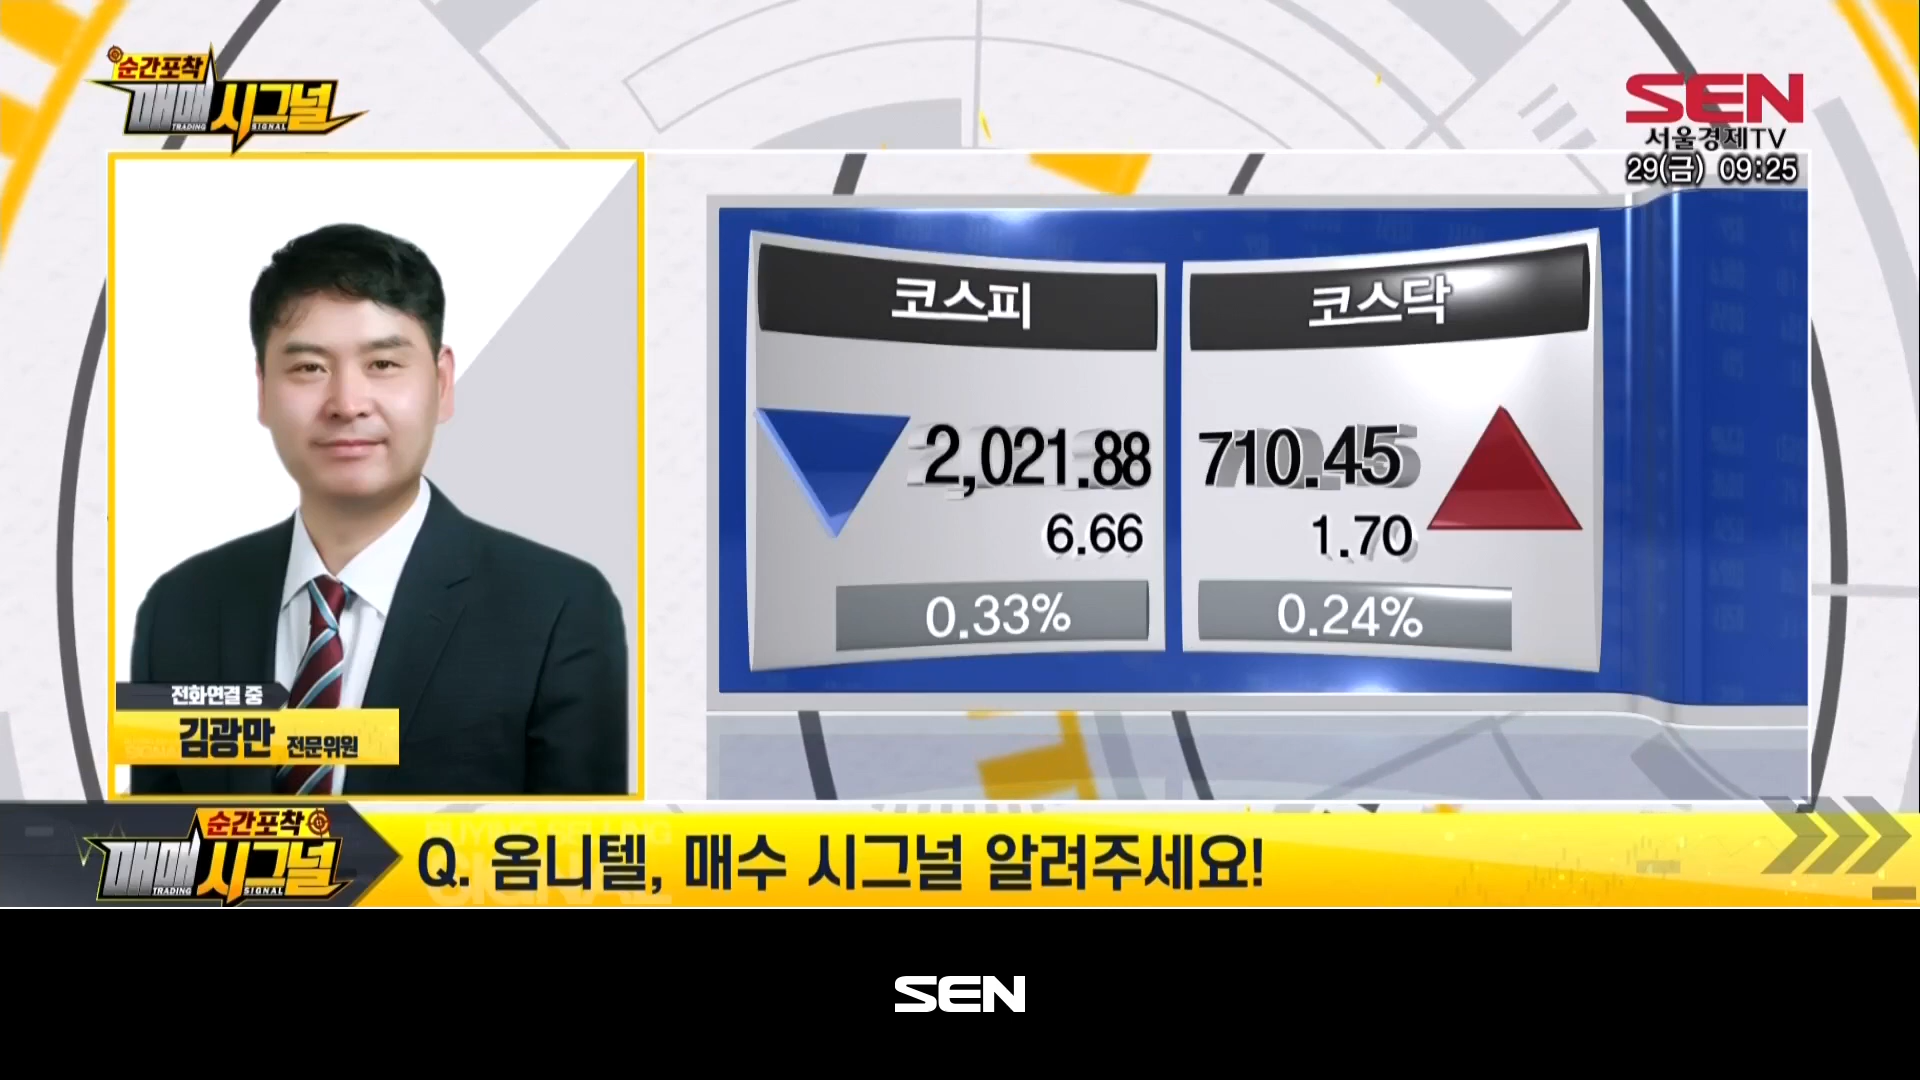 순간포착
매매 시그널
TRADING SIGNAL
SEN
서울경제TV
29(금) 09:25
코스피
2,021.88
6.66
0.33%
코스닥
710.45
1.70
0.24%
전화연결 중
김광만 전문위원
순간포착
매매 시그널
TRADING SIGNAL
Q. 옴니텔, 매수 시그널 알려주세요!
SEN